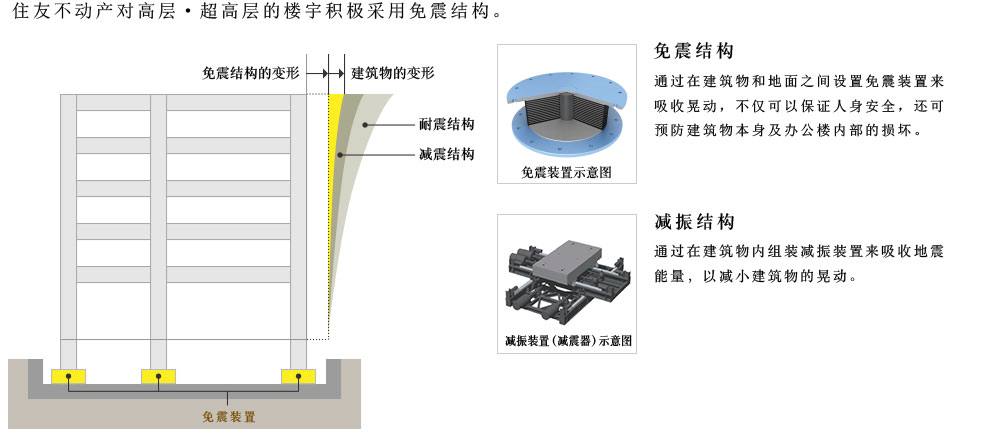 住友不动产对高层・超高层的楼宇积极采用免震结构。
免震结构的变形
建筑物的变形
耐震结构
减震结构
免震装置
免震装置示意图
免震结构
通过在建筑物和地面之间设置免震装置来
吸收晃动，不仅可以保证人身安全，还可
预防建筑物本身及办公楼内部的损坏。
减振装置(减震器)示意图
减振结构
通过在建筑物内组装减振装置来吸收地震
能量，以减小建筑物的晃动。